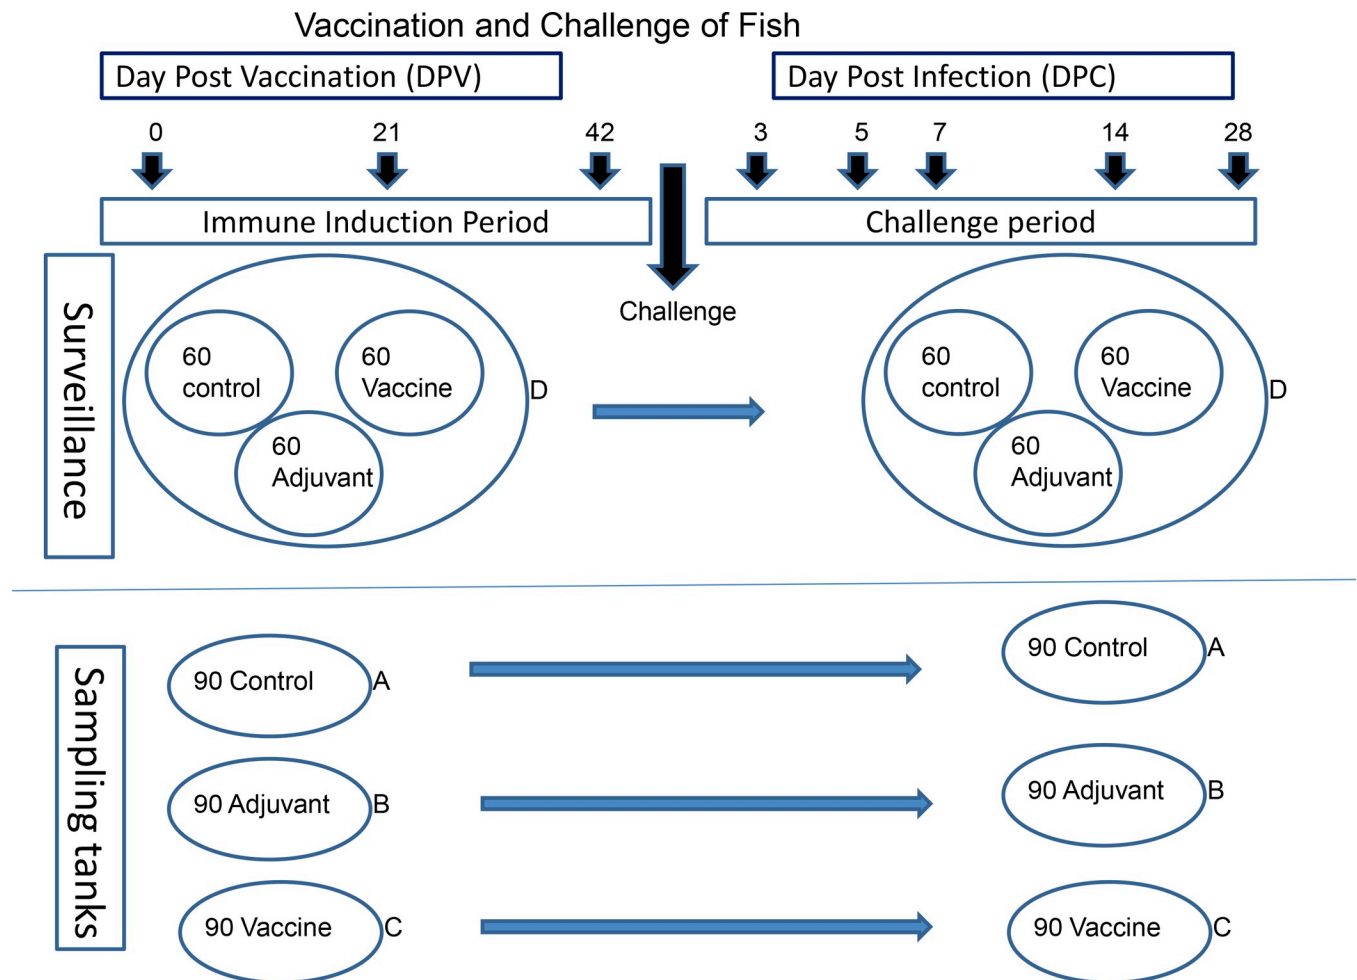 Vaccination and Challenge of Fish
Day Post Vaccination (DPV)
Day Post Infection (DPC)
0
21
42
3
5
7
14
28
Immune Induction Period
Challenge period
Challenge
Surveillance
60
control
60
Vaccine
60
Adjuvant
D
60
control
60
Vaccine
60
Adjuvant
D
Sampling tanks
90 Control
A
90 Control
A
90 Adjuvant
B
90 Adjuvant
B
90 Vaccine
C
90 Vaccine
C